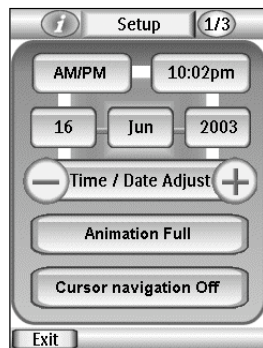 i Setup 1/3
AM/PM 10:02pm
16 Jun 2003
− Time / Date Adjust +
Animation Full
Cursor navigation Off
Exit